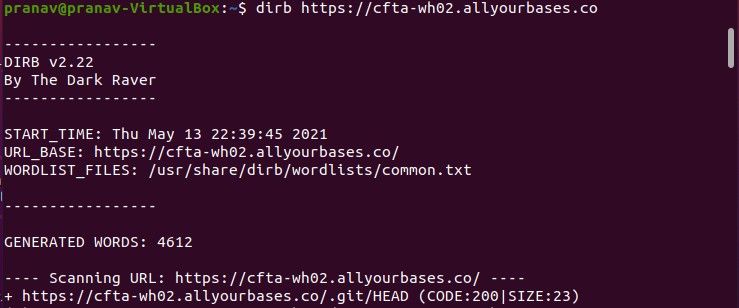 pranav@pranav-VirtualBox:~$ dirb https://cfta-wh02.allyourbases.co
-----------------
DIRB v2.22
By The Dark Raver
-----------------
START_TIME: Thu May 13 22:39:45 2021
URL_BASE: https://cfta-wh02.allyourbases.co/
WORDLIST_FILES: /usr/share/dirb/wordlists/common.txt
-----------------
GENERATED WORDS: 4612
---- Scanning URL: https://cfta-wh02.allyourbases.co/ ----
+ https://cfta-wh02.allyourbases.co/.git/HEAD (CODE:200|SIZE:23)